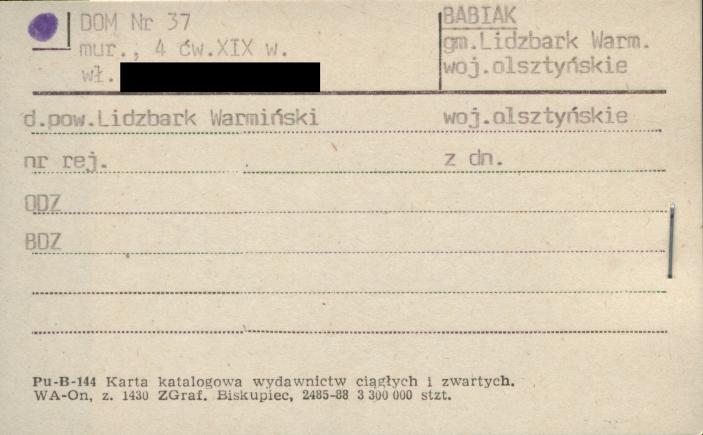 DOM Nr 37
mur., 4 ćw.XIX w.
wł.
BABIAK
gm.Lidzbark Warm.
woj.olsztyńskie
d.pow.Lidzbark Warmiński woj.olsztyńskie
nr rej. z dn.
ODZ
BDZ
Pu-B-144 Karta katalogowa wydawnictw ciągłych i zwartych.
WA-On, z. 1430 ZGraf. Biskupiec, 2485-88 3 300 000 stzt.